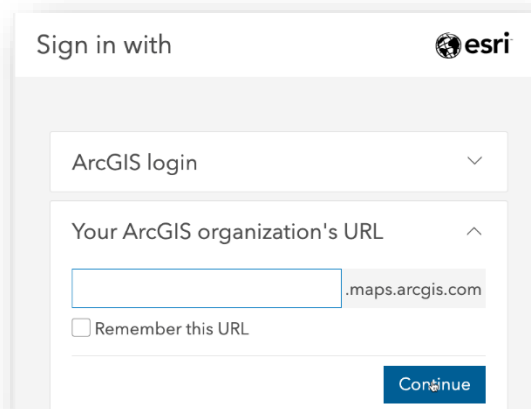 Sign in with
esri
ArcGIS login
Your ArcGIS organization's URL
.maps.arcgis.com
Remember this URL
Continue